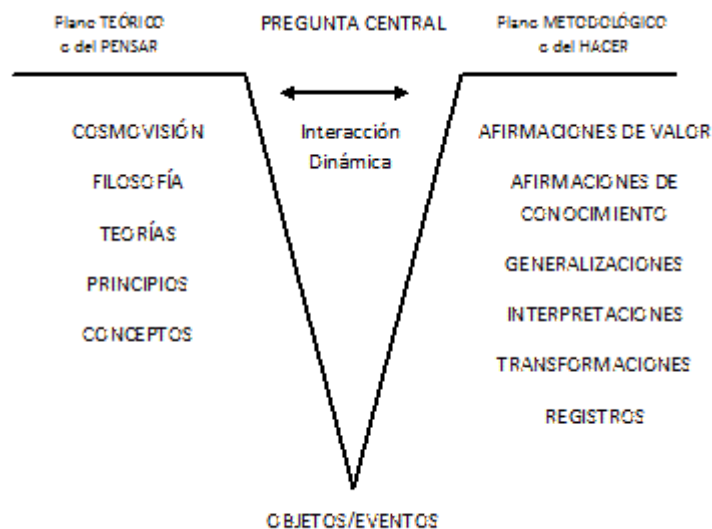 Plano TEÓRICO
o del PENSAR
PREGUNTA CENTRAL
Plano METODOLÓGICO
o del HACER
Interacción
Dinámica
COSMOVISIÓN
FILOSOFÍA
TEORÍAS
PRINCIPIOS
CONCEPTOS
AFIRMACIONES DE VALOR
AFIRMACIONES DE
CONOCIMIENTO
GENERALIZACIONES
INTERPRETACIONES
TRANSFORMACIONES
REGISTROS
OBJETOS/EVENTOS